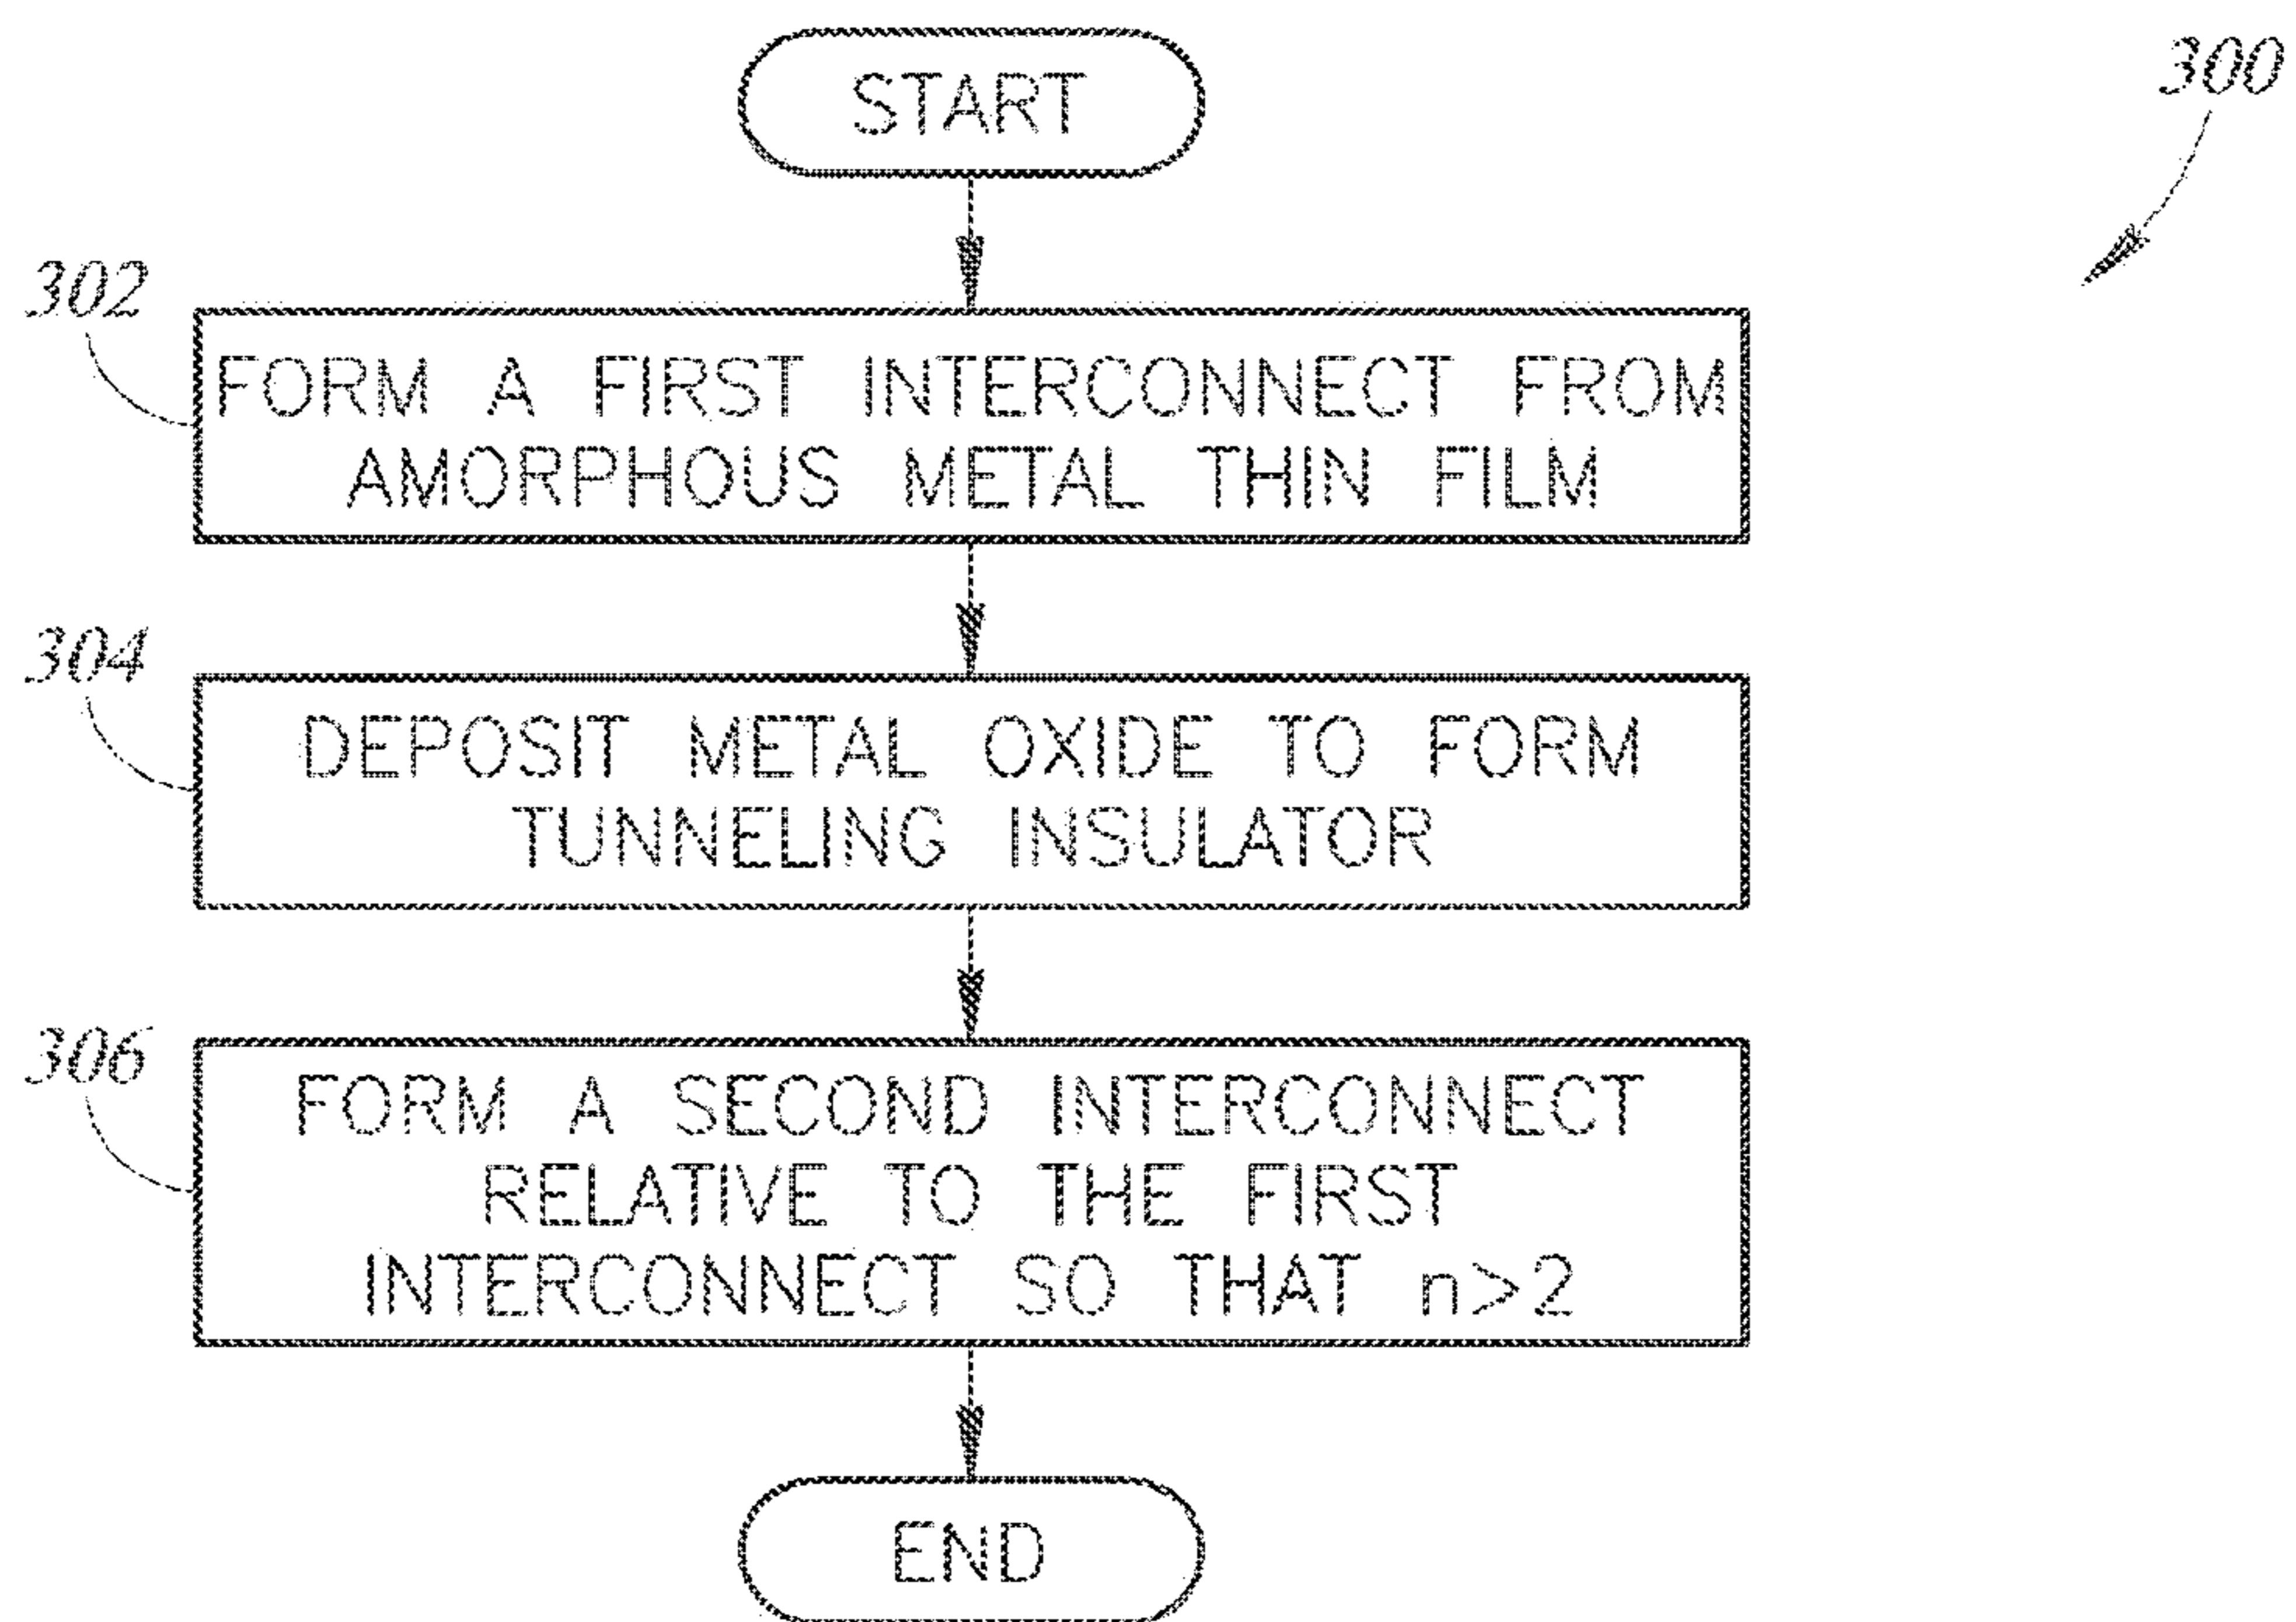 START
300
302
FORM A FIRST INTERCONNECT FROM
AMORPHOUS METAL THIN FILM
304
DEPOSIT METAL OXIDE TO FORM
TUNNELING INSULATOR
306
FORM A SECOND INTERCONNECT
RELATIVE TO THE FIRST
INTERCONNECT SO THAT n>2
END